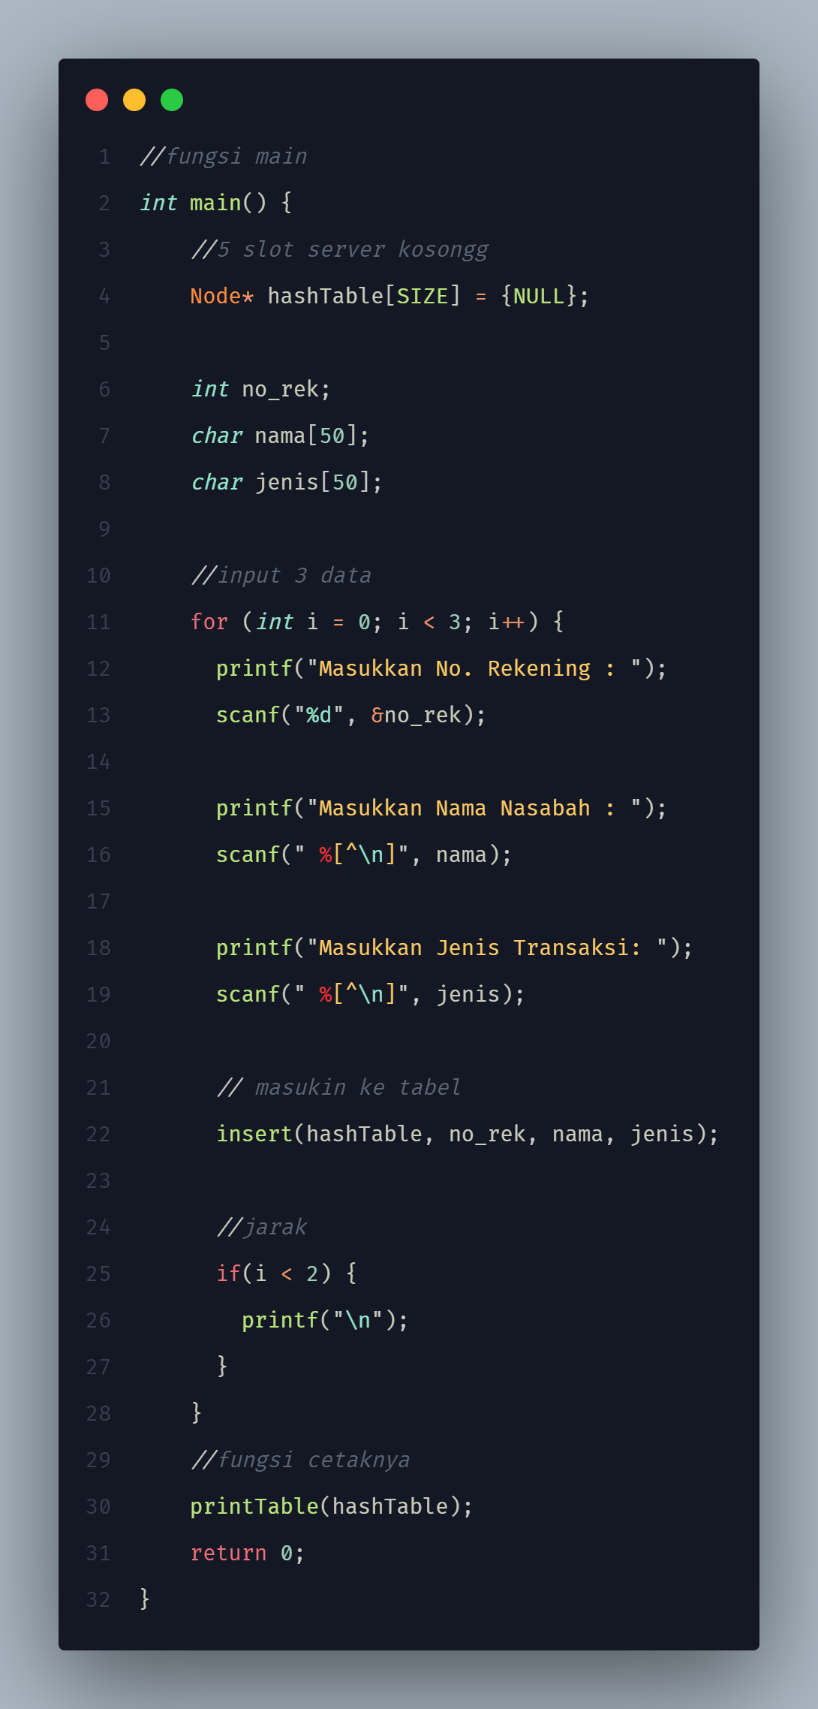 1 //fungsi main
2 int main() {
3 //5 slot server kosongg
4 Node* hashTable[SIZE] = {NULL};
5
6 int no_rek;
7 char nama[50];
8 char jenis[50];
9
10 //input 3 data
11 for (int i = 0; i < 3; i++) {
12 printf("Masukkan No. Rekening : ");
13 scanf("%d", &no_rek);
14
15 printf("Masukkan Nama Nasabah : ");
16 scanf(" %[^\n]", nama);
17
18 printf("Masukkan Jenis Transaksi: ");
19 scanf(" %[^\n]", jenis);
20
21 // masukin ke tabel
22 insert(hashTable, no_rek, nama, jenis);
23
24 //jarak
25 if(i < 2) {
26 printf("\n");
27 }
28 }
29 //fungsi cetaknya
30 printTable(hashTable);
31 return 0;
32 }